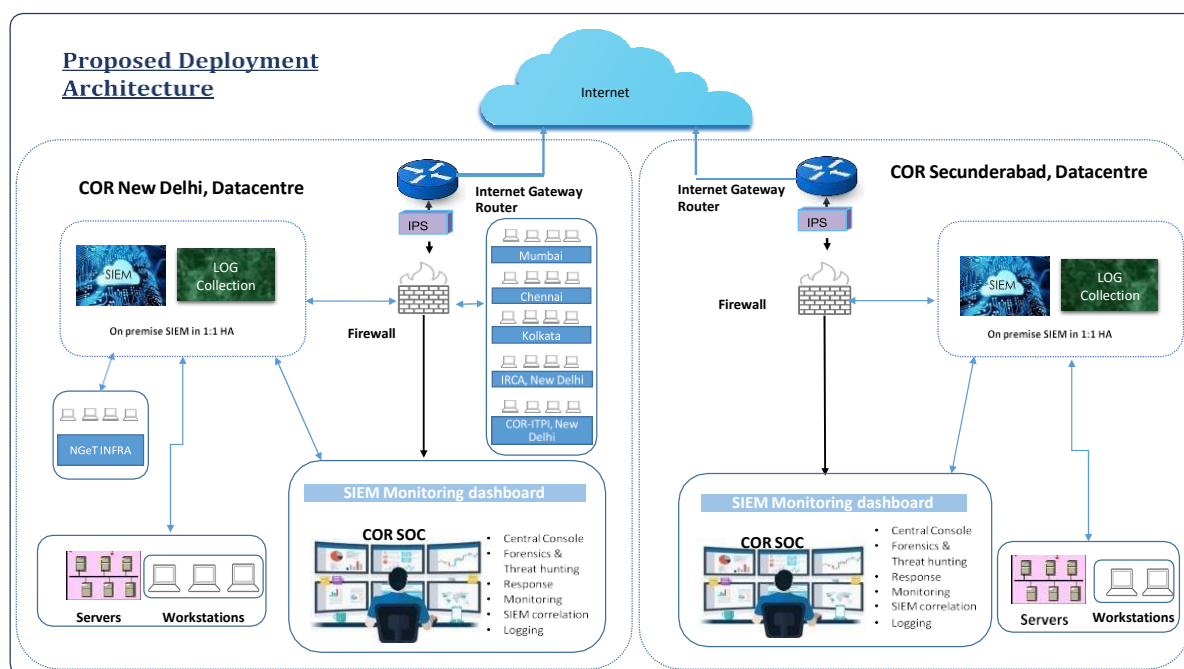 Proposed Deployment
Architecture
Internet
COR New Delhi, Datacentre
Internet Gateway
Router
IPS
SIEM
LOG
Collection
On premise SIEM in 1:1 HA
Firewall
Mumbai
Chennai
Kolkata
IRCA, New Delhi
COR-ITPI, New
Delhi
NGeT INFRA
SIEM Monitoring dashboard
COR SOC
• Central Console
• Forensics &
Threat hunting
• Response
• Monitoring
• SIEM correlation
• Logging
Servers
Workstations
COR Secunderabad, Datacentre
Internet Gateway
Router
IPS
Firewall
SIEM
LOG
Collection
On premise SIEM in 1:1 HA
SIEM Monitoring dashboard
COR SOC
• Central Console
• Forensics &
Threat hunting
• Response
• Monitoring
• SIEM correlation
• Logging
Servers
Workstations